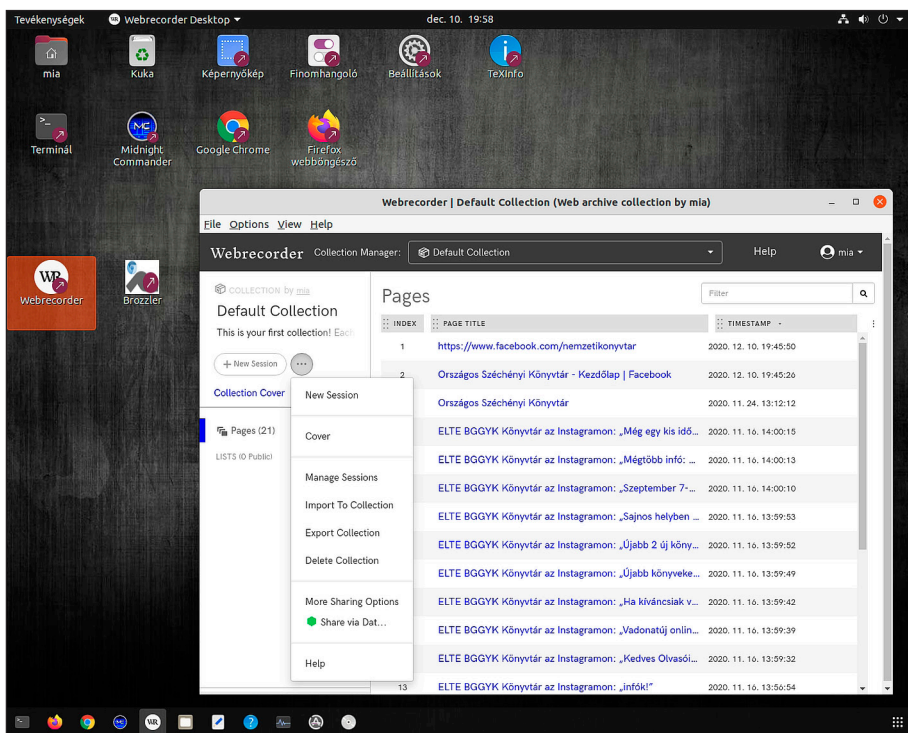 Tevékenységek
Webrecorder Desktop
dec. 10. 19:58
mia
Kuka
Képernyőkép
Finomhangoló
Beállítások
TeXInfo
Terminál
Midnight Commander
Google Chrome
Firefox webböngésző
Webrecorder
Brozzler
Webrecorder | Default Collection (Web archive collection by mia)
File Options View Help
Webrecorder Collection Manager: Default Collection Help mia
COLLECTION by mia
Default Collection
This is your first collection! Eac
+ New Session
Collection Cover
Pages (21)
LISTS (0 Public)
New Session
Cover
Manage Sessions
Import To Collection
Export Collection
Delete Collection
More Sharing Options
Share via Dat...
Help
Pages
Filter
INDEX PAGE TITLE TIMESTAMP
1 https://www.facebook.com/nemzetikonyvtar 2020. 12. 10. 19:45:50
2 Országos Széchényi Könyvtár - Kezdőlap | Facebook 2020. 12. 10. 19:45:26
Országos Széchényi Könyvtár 2020. 11. 24. 13:12:12
ELTE BGGYK Könyvtár az Instagramon: „Még egy kis idő... 2020. 11. 16. 14:00:15
ELTE BGGYK Könyvtár az Instagramon: „Mégtöbb infó: ... 2020. 11. 16. 14:00:13
ELTE BGGYK Könyvtár az Instagramon: „Szeptember 7-... 2020. 11. 16. 14:00:10
ELTE BGGYK Könyvtár az Instagramon: „Sajnos helyben ... 2020. 11. 16. 13:59:53
ELTE BGGYK Könyvtár az Instagramon: „Újabb 2 új köny... 2020. 11. 16. 13:59:52
ELTE BGGYK Könyvtár az Instagramon: „Újabb könyveke... 2020. 11. 16. 13:59:49
ELTE BGGYK Könyvtár az Instagramon: „Ha kíváncsiak v... 2020. 11. 16. 13:59:42
ELTE BGGYK Könyvtár az Instagramon: „Vadonatúj onlin... 2020. 11. 16. 13:59:39
ELTE BGGYK Könyvtár az Instagramon: „Kedves Olvasói... 2020. 11. 16. 13:59:32
13 ELTE BGGYK Könyvtár az Instagramon: „infók!” 2020. 11. 16. 13:56:54